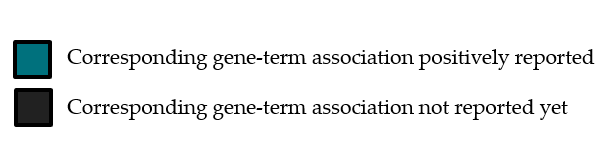 Corresponding gene-term association positively reported
Corresponding gene-term association not reported yet